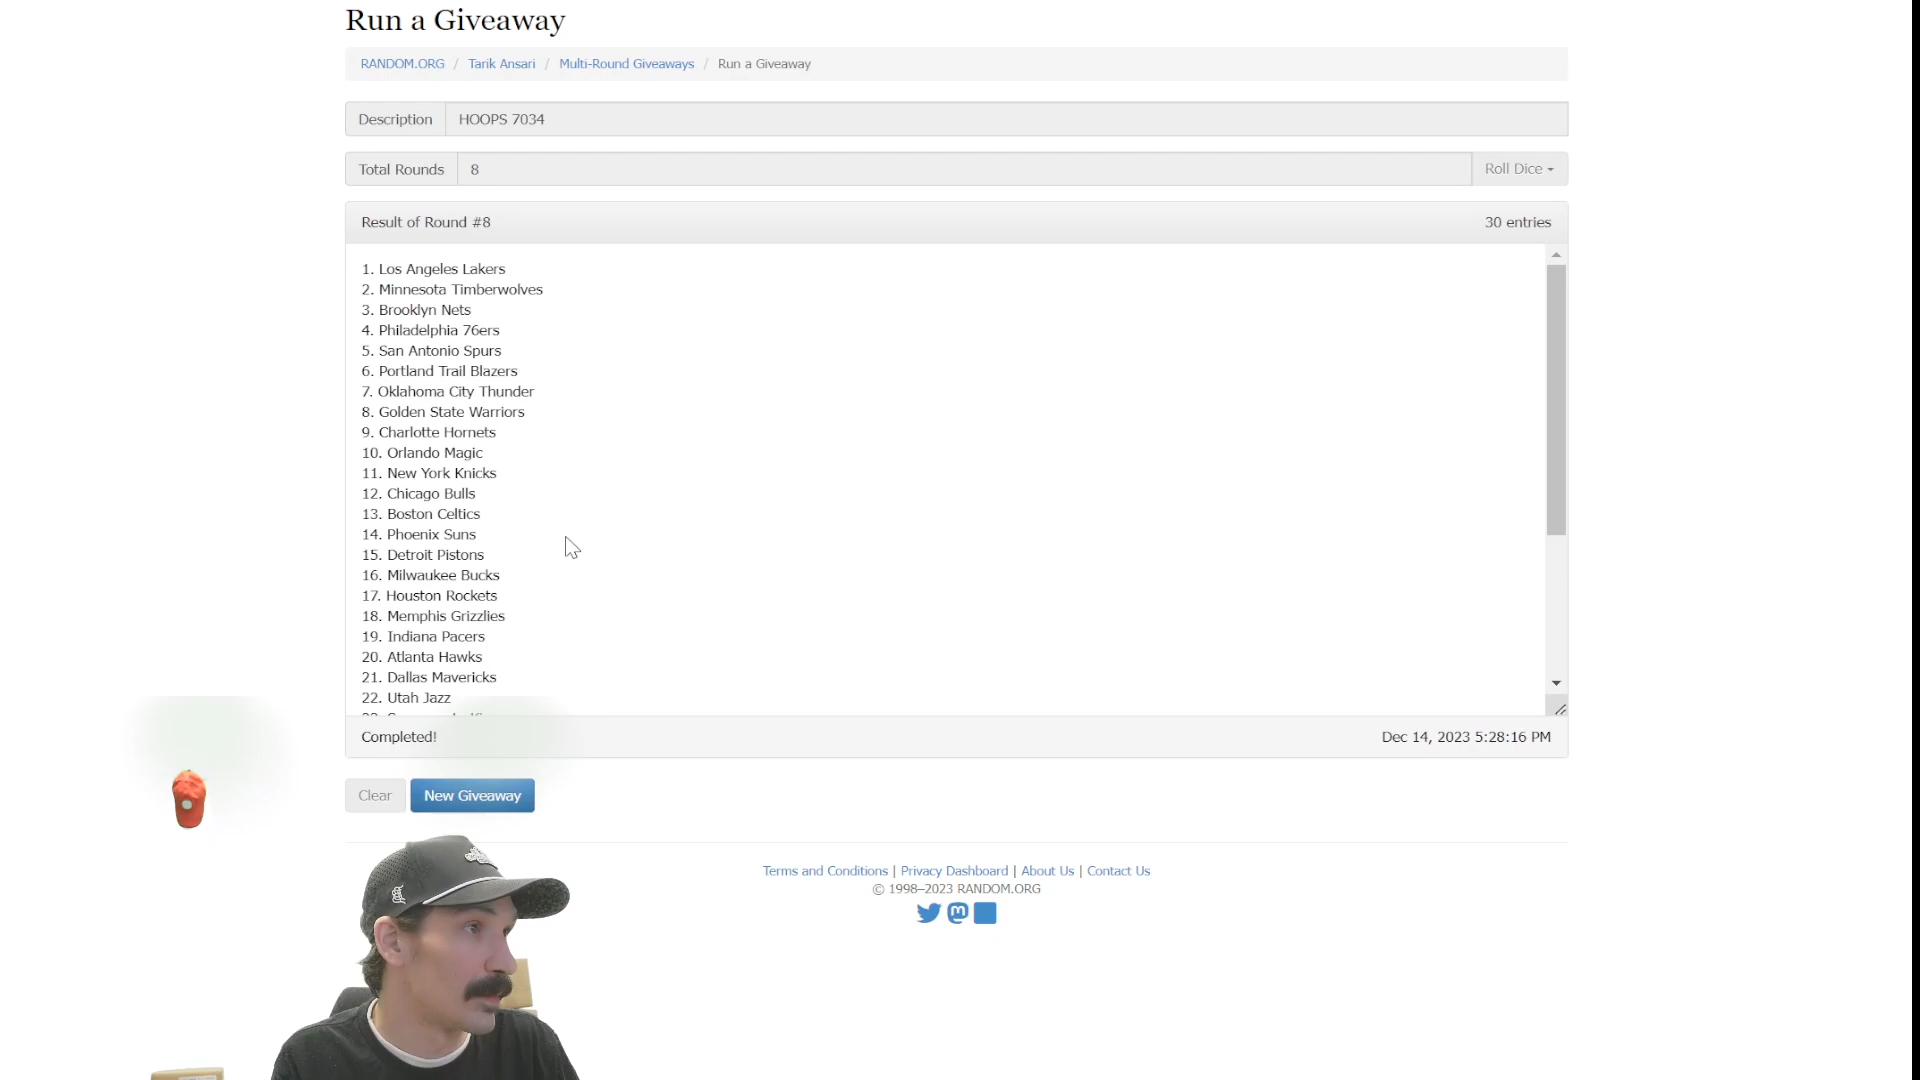 Run a Giveaway
RANDOM.ORG / Tarik Ansari / Multi-Round Giveaways / Run a Giveaway
Description HOOPS 7034
Total Rounds 8 Roll Dice
Result of Round #8 30 entries
1. Los Angeles Lakers
2. Minnesota Timberwolves
3. Brooklyn Nets
4. Philadelphia 76ers
5. San Antonio Spurs
6. Portland Trail Blazers
7. Oklahoma City Thunder
8. Golden State Warriors
9. Charlotte Hornets
10. Orlando Magic
11. New York Knicks
12. Chicago Bulls
13. Boston Celtics
14. Phoenix Suns
15. Detroit Pistons
16. Milwaukee Bucks
17. Houston Rockets
18. Memphis Grizzlies
19. Indiana Pacers
20. Atlanta Hawks
21. Dallas Mavericks
22. Utah Jazz
Completed! Dec 14, 2023 5:28:16 PM
Clear New Giveaway
Terms and Conditions | Privacy Dashboard | About Us | Contact Us
© 1998–2023 RANDOM.ORG